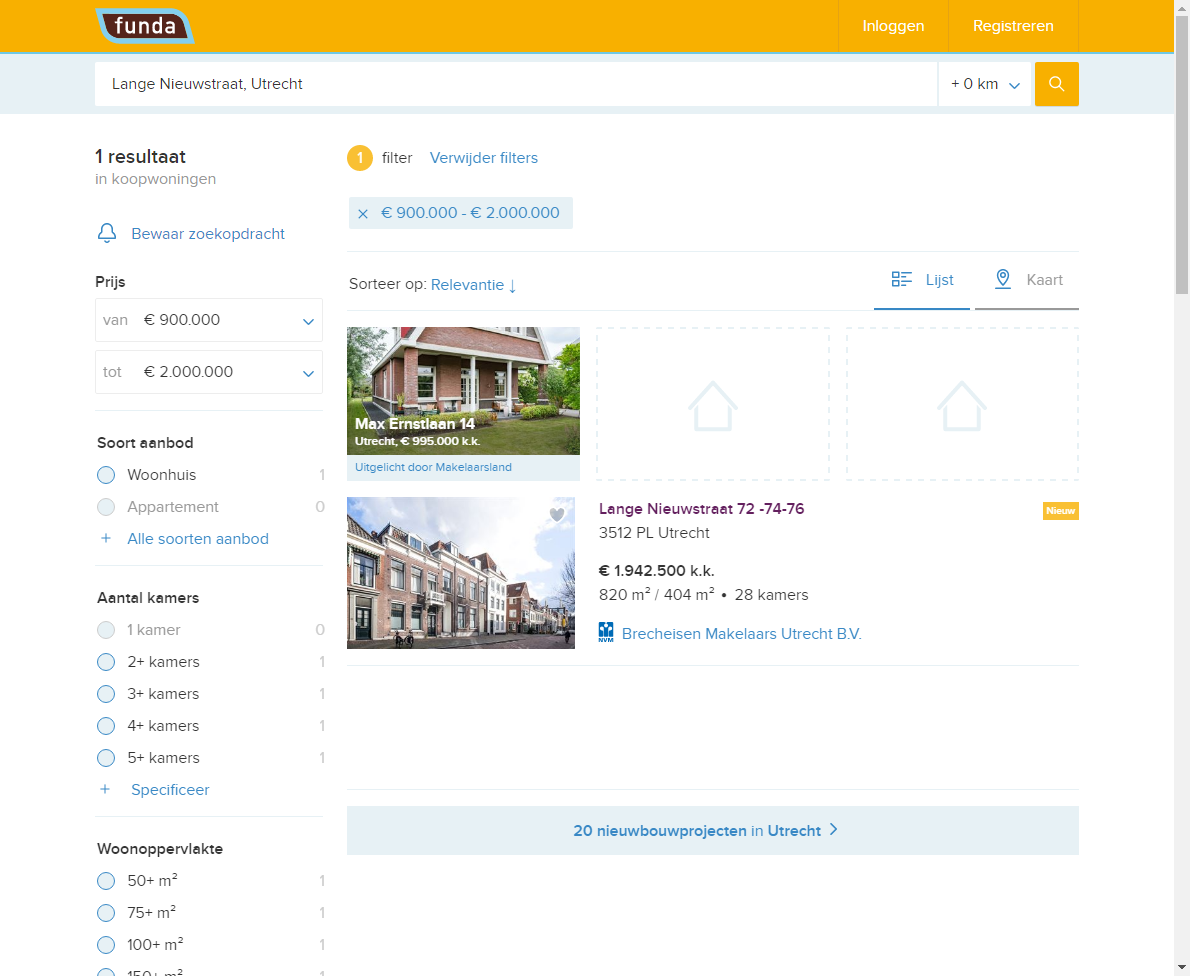 funda
Inloggen
Registreren
Lange Nieuwstraat, Utrecht
+ 0 km
1 resultaat
in koopwoningen
Bewaar zoekopdracht
Prijs
van € 900.000
tot € 2.000.000
Soort aanbod
Woonhuis 1
Appartement 0
+ Alle soorten aanbod
Aantal kamers
1 kamer 0
2+ kamers 1
3+ kamers 1
4+ kamers 1
5+ kamers 1
+ Specificeer
Woonoppervlakte
50+ m² 1
75+ m² 1
100+ m² 1
150+ m² 1
1 filter Verwijder filters
× € 900.000 - € 2.000.000
Sorteer op: Relevantie ↓
Lijst
Kaart
Max Ernstlaan 14
Utrecht, € 995.000 k.k.
Uitgelicht door Makelaarsland
Lange Nieuwstraat 72 -74-76
Nieuw
3512 PL Utrecht
€ 1.942.500 k.k.
820 m² / 404 m² • 28 kamers
NVM Brecheisen Makelaars Utrecht B.V.
20 nieuwbouwprojecten in Utrecht >